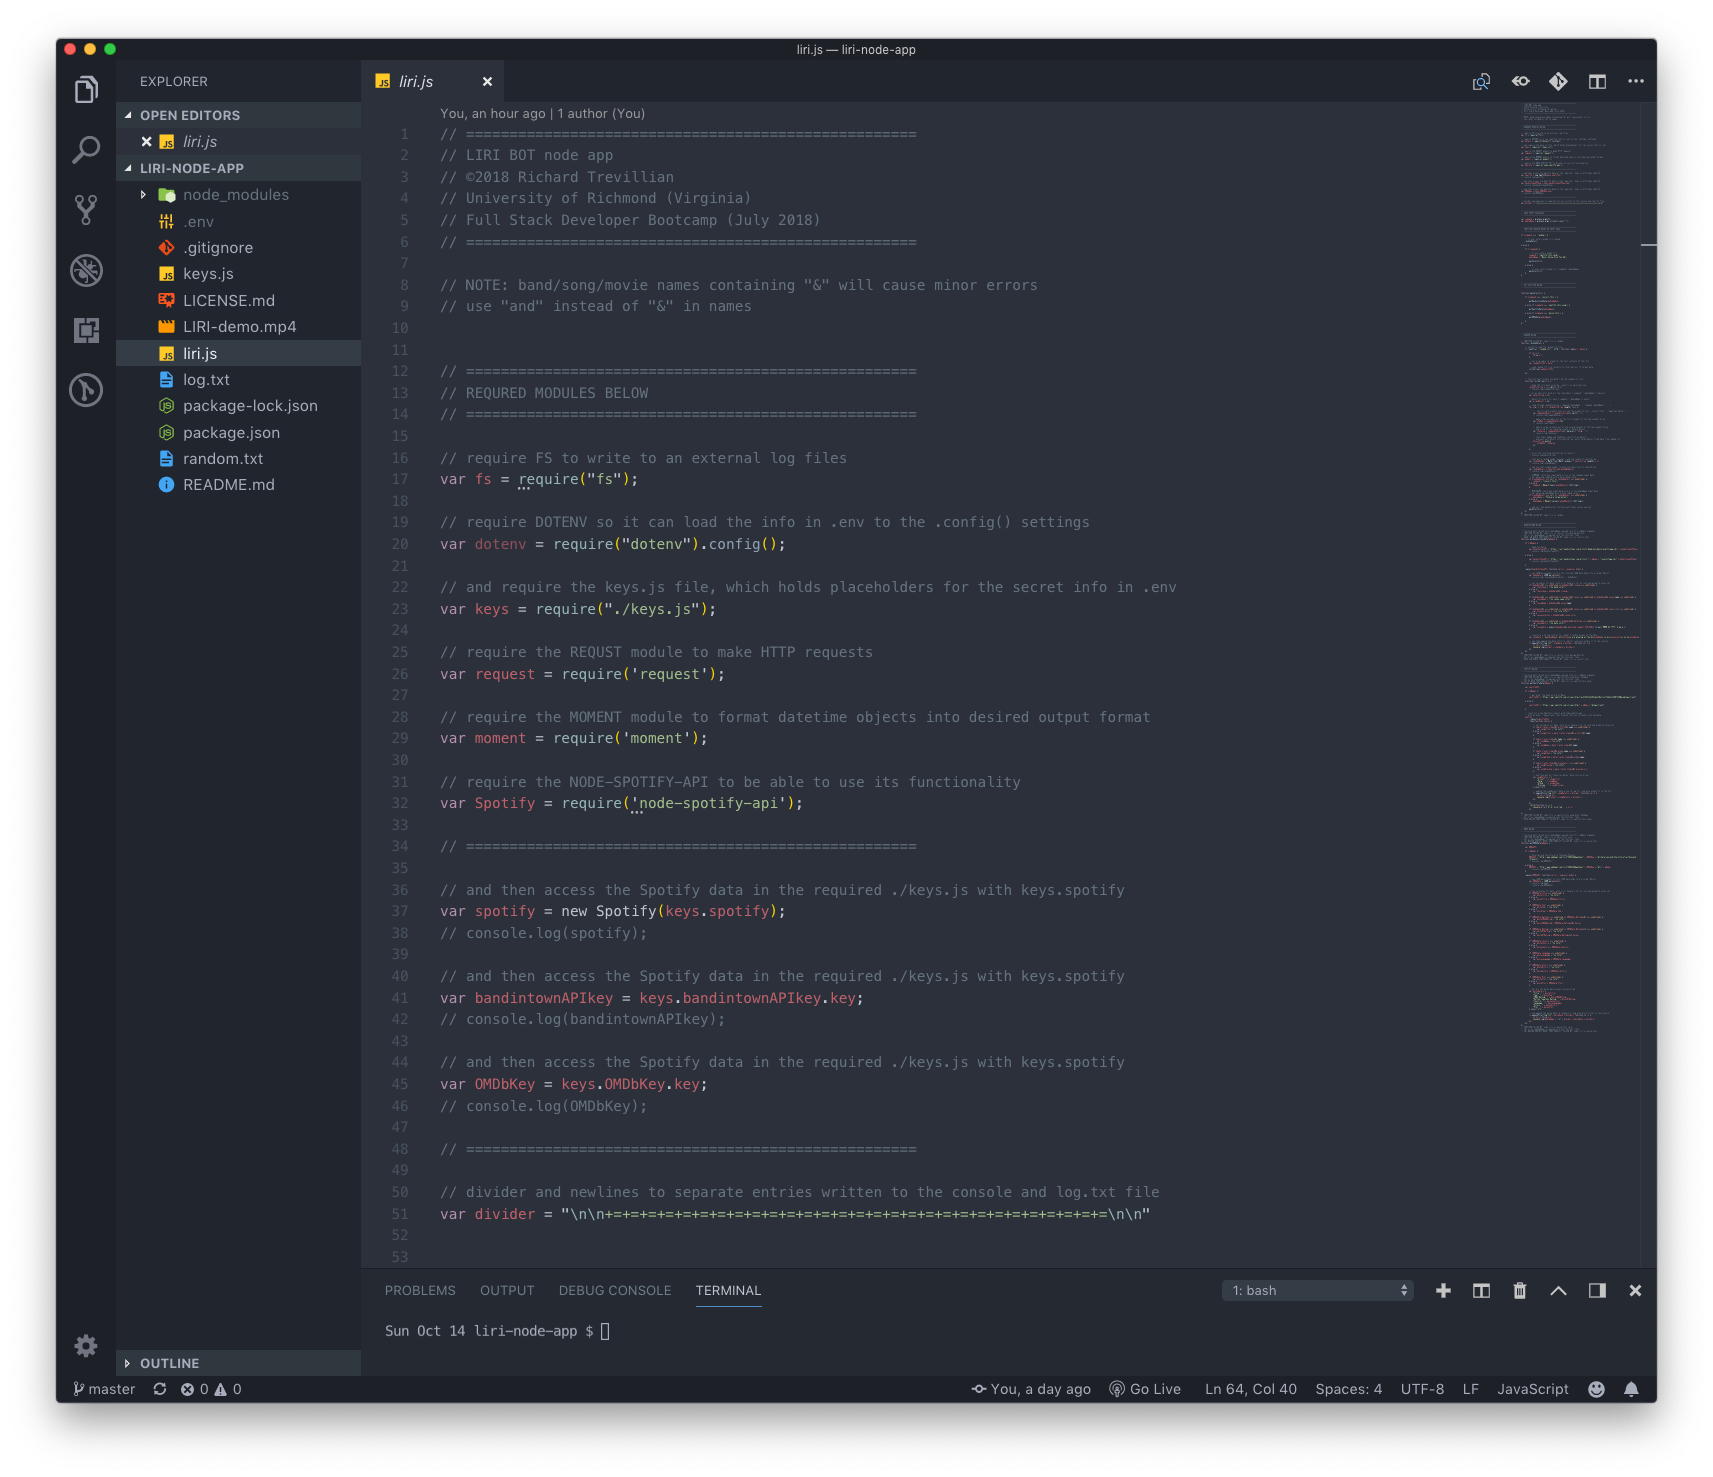 liri.js — liri-node-app
EXPLORER
OPEN EDITORS
liri.js
LIRI-NODE-APP
node_modules
.env
.gitignore
keys.js
LICENSE.md
LIRI-demo.mp4
liri.js
log.txt
package-lock.json
package.json
random.txt
README.md
OUTLINE
liri.js
You, an hour ago | 1 author (You)
1 // ====================================================
2 // LIRI BOT node app
3 // ©2018 Richard Trevillian
4 // University of Richmond (Virginia)
5 // Full Stack Developer Bootcamp (July 2018)
6 // ====================================================
7
8 // NOTE: band/song/movie names containing "&" will cause minor errors
9 // use "and" instead of "&" in names
10
11
12 // ====================================================
13 // REQURED MODULES BELOW
14 // ====================================================
15
16 // require FS to write to an external log files
17 var fs = require("fs");
18
19 // require DOTENV so it can load the info in .env to the .config() settings
20 var dotenv = require("dotenv").config();
21
22 // and require the keys.js file, which holds placeholders for the secret info in .env
23 var keys = require("./keys.js");
24
25 // require the REQUST module to make HTTP requests
26 var request = require('request');
27
28 // require the MOMENT module to format datetime objects into desired output format
29 var moment = require('moment');
30
31 // require the NODE-SPOTIFY-API to be able to use its functionality
32 var Spotify = require('node-spotify-api');
33
34 // ====================================================
35
36 // and then access the Spotify data in the required ./keys.js with keys.spotify
37 var spotify = new Spotify(keys.spotify);
38 // console.log(spotify);
39
40 // and then access the Spotify data in the required ./keys.js with keys.spotify
41 var bandintownAPIkey = keys.bandintownAPIkey.key;
42 // console.log(bandintownAPIkey);
43
44 // and then access the Spotify data in the required ./keys.js with keys.spotify
45 var OMDbKey = keys.OMDbKey.key;
46 // console.log(OMDbKey);
47
48 // ====================================================
49
50 // divider and newlines to separate entries written to the console and log.txt file
51 var divider = "\n\n+=+=+=+=+=+=+=+=+=+=+=+=+=+=+=+=+=+=+=+=+=+=+=+=+=+=+=+=+=\n\n"
52
53
PROBLEMS OUTPUT DEBUG CONSOLE TERMINAL 1: bash
Sun Oct 14 liri-node-app $
master 0 0 You, a day ago Go Live Ln 64, Col 40 Spaces: 4 UTF-8 LF JavaScript